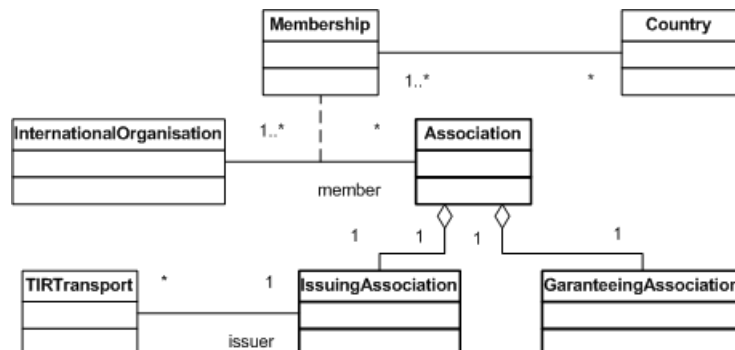 Membership
Country
1..*
*
InternationalOrganisation
1..*
*
Association
member
1
1
1
1
TIRTransport
*
1
IssuingAssociation
GaranteeingAssociation
issuer